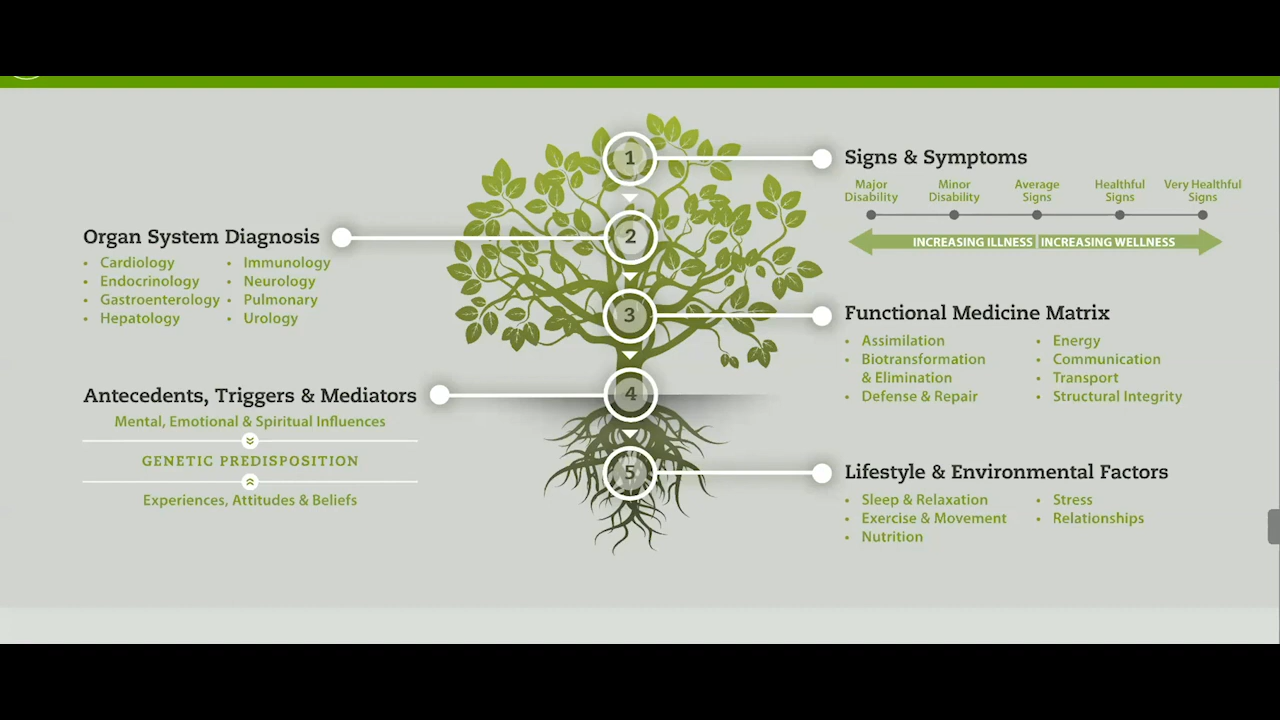 1
Signs & Symptoms
Major Disability
Minor Disability
Average Signs
Healthful Signs
Very Healthful Signs
INCREASING ILLNESS | INCREASING WELLNESS
2
Organ System Diagnosis
• Cardiology
• Endocrinology
• Gastroenterology
• Hepatology
• Immunology
• Neurology
• Pulmonary
• Urology
3
Functional Medicine Matrix
• Assimilation
• Biotransformation
& Elimination
• Defense & Repair
• Energy
• Communication
• Transport
• Structural Integrity
4
Antecedents, Triggers & Mediators
Mental, Emotional & Spiritual Influences
GENETIC PREDISPOSITION
Experiences, Attitudes & Beliefs
5
Lifestyle & Environmental Factors
• Sleep & Relaxation
• Exercise & Movement
• Nutrition
• Stress
• Relationships